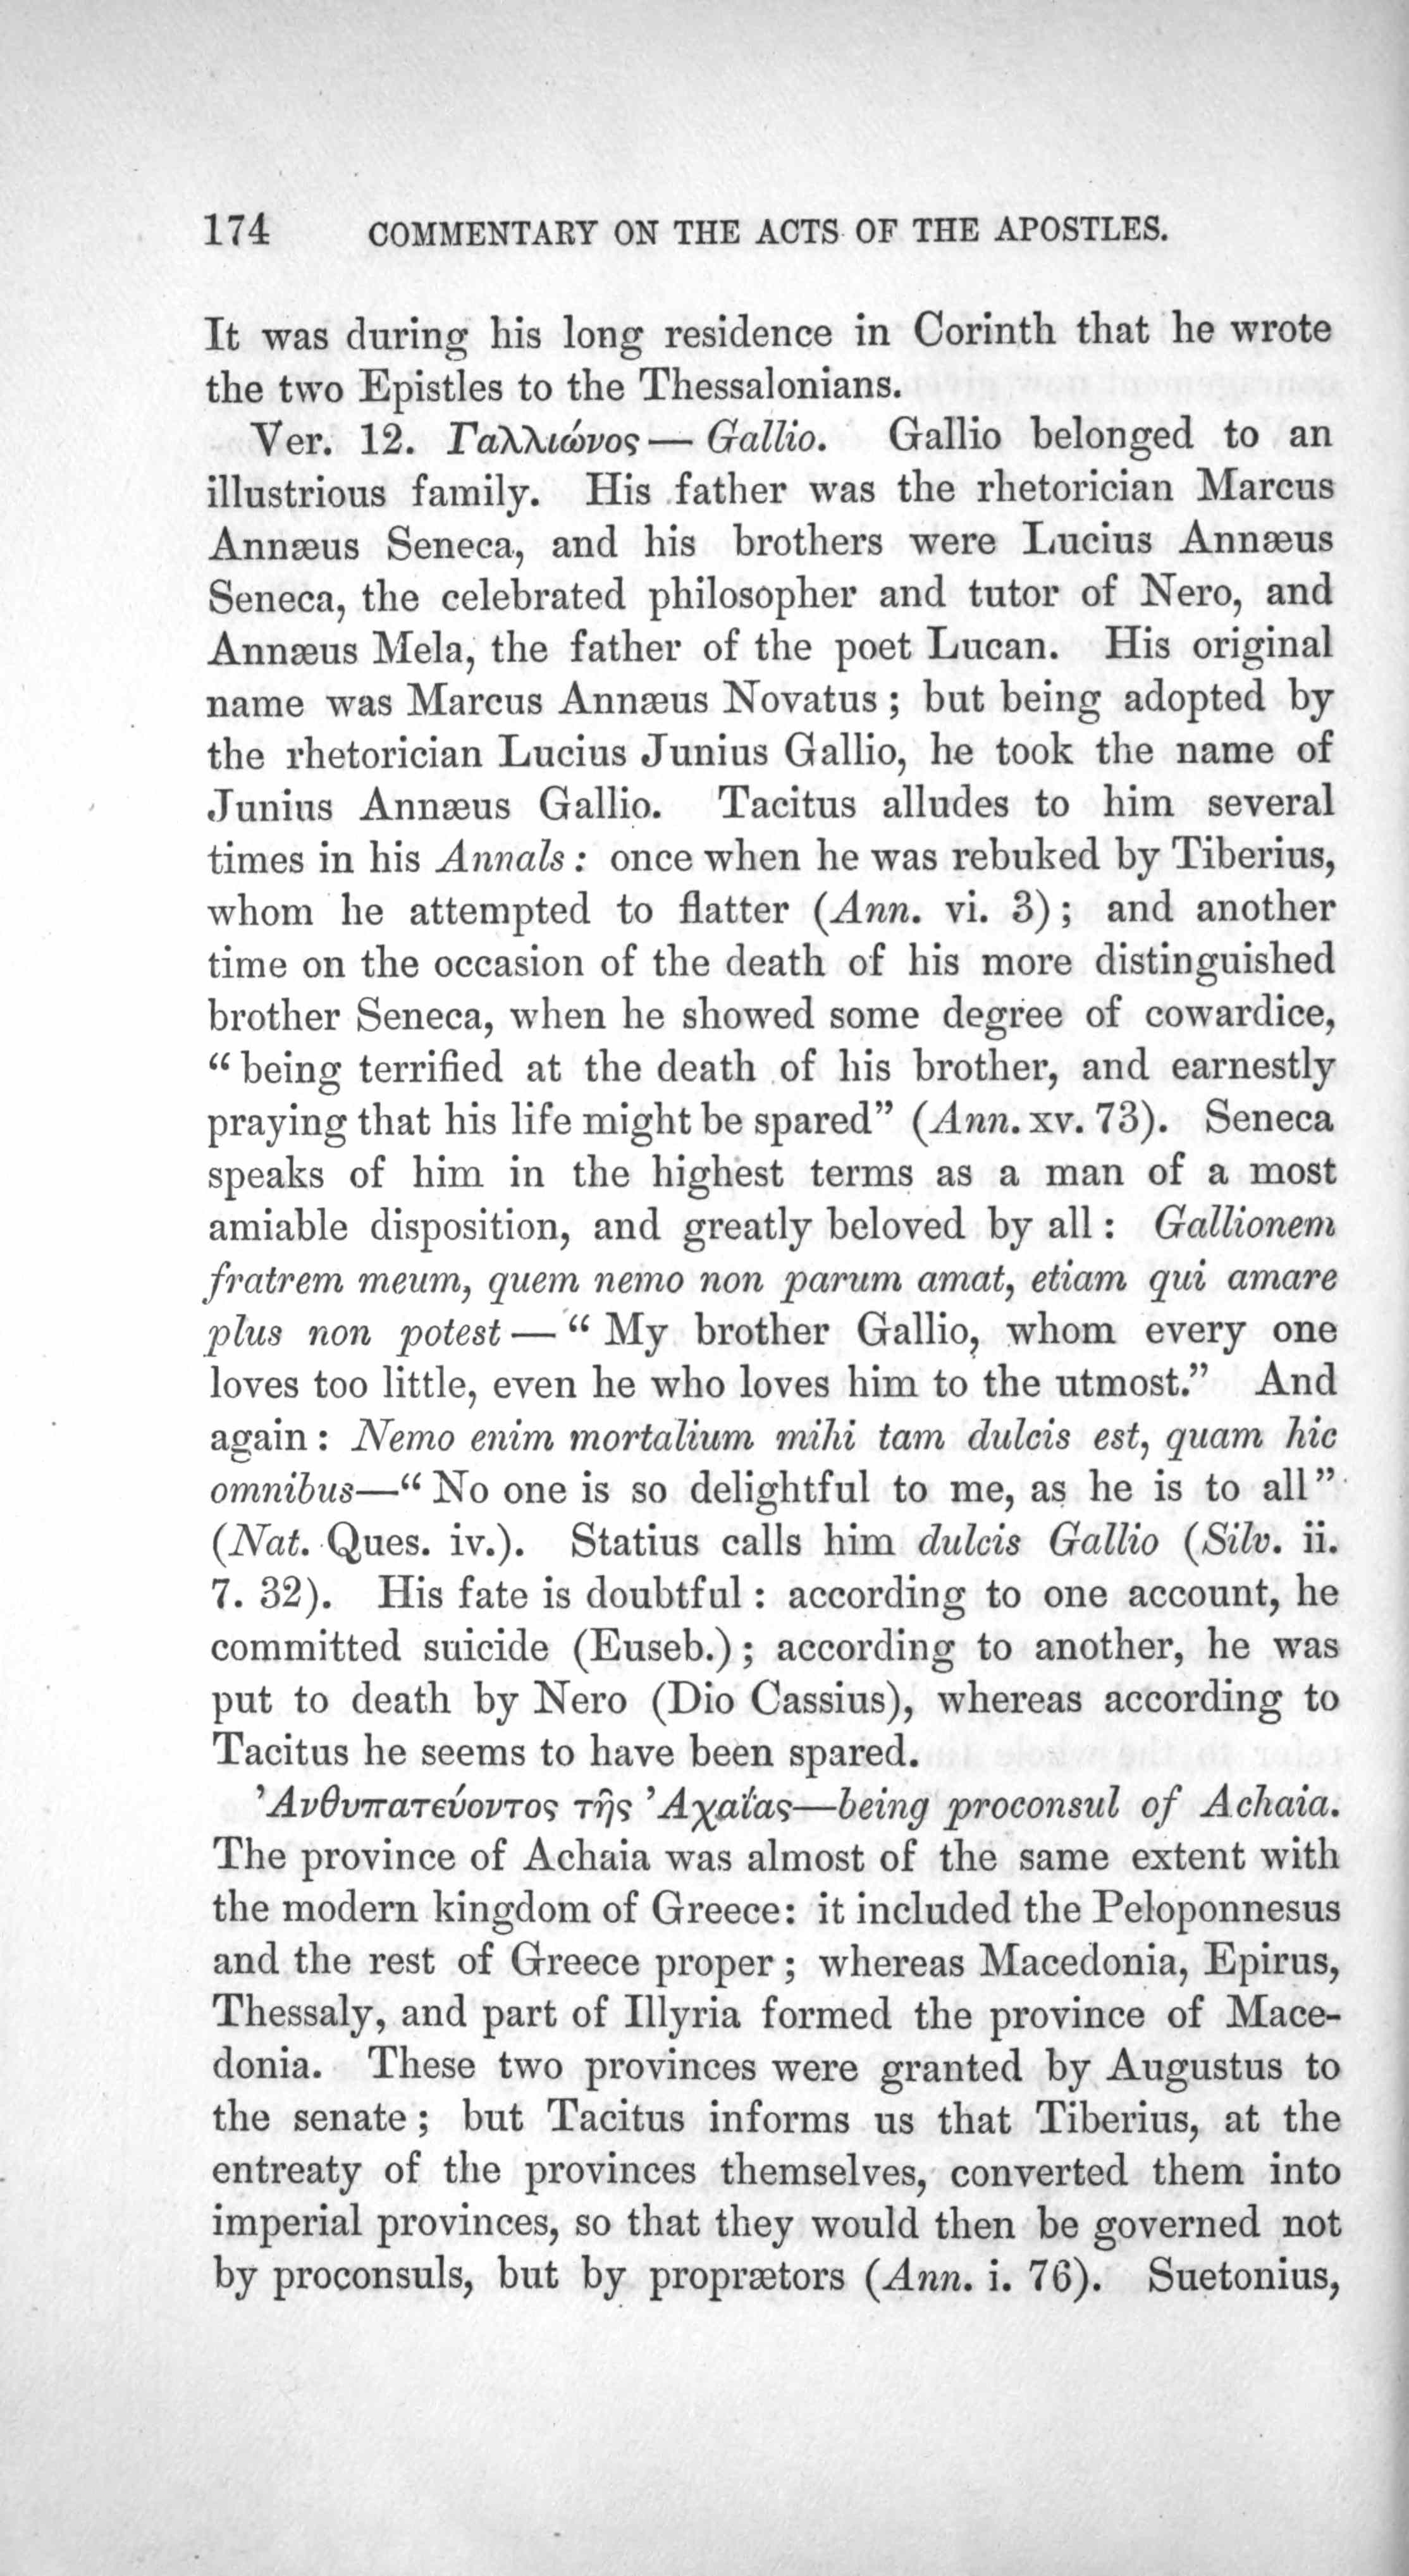 174 COMMENTARY ON THE ACTS OF THE APOSTLES.
It was during his long residence in Corinth that he wrote
the two Epistles to the Thessalonians.
Ver. 12. Γαλλιώνος — Gallio. Gallio belonged to an
illustrious family. His father was the rhetorician Marcus
Annæus Seneca, and his brothers were Lucius Annæus
Seneca, the celebrated philosopher and tutor of Nero, and
Annæus Mela, the father of the poet Lucan. His original
name was Marcus Annæus Novatus ; but being adopted by
the rhetorician Lucius Junius Gallio, he took the name of
Junius Annæus Gallio. Tacitus alludes to him several
times in his Annals : once when he was rebuked by Tiberius,
whom he attempted to flatter (Ann. vi. 3) ; and another
time on the occasion of the death of his more distinguished
brother Seneca, when he showed some degree of cowardice,
“ being terrified at the death of his brother, and earnestly
praying that his life might be spared” (Ann. xv. 73). Seneca
speaks of him in the highest terms as a man of a most
amiable disposition, and greatly beloved by all : Gallionem
fratrem meum, quem nemo non parum amat, etiam qui amare
plus non potest — “ My brother Gallio, whom every one
loves too little, even he who loves him to the utmost.” And
again : Nemo enim mortalium mihi tam dulcis est, quam hic
omnibus—“ No one is so delightful to me, as he is to all”
(Nat. Ques. iv.). Statius calls him dulcis Gallio (Silv. ii.
7. 32). His fate is doubtful : according to one account, he
committed suicide (Euseb.) ; according to another, he was
put to death by Nero (Dio Cassius), whereas according to
Tacitus he seems to have been spared.
Ἀνθυπατεύοντος τῆς Ἀχαΐας—being proconsul of Achaia.
The province of Achaia was almost of the same extent with
the modern kingdom of Greece: it included the Peloponnesus
and the rest of Greece proper ; whereas Macedonia, Epirus,
Thessaly, and part of Illyria formed the province of Mace-
donia. These two provinces were granted by Augustus to
the senate ; but Tacitus informs us that Tiberius, at the
entreaty of the provinces themselves, converted them into
imperial provinces, so that they would then be governed not
by proconsuls, but by proprætors (Ann. i. 76). Suetonius,